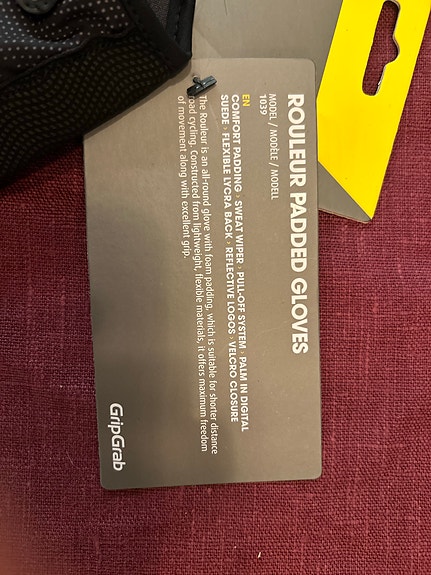 ROULEUR PADDED GLOVES
MODEL / MODÈLE / MODELL
1039
EN
COMFORT PADDING · SWEAT WIPER · PULL-OFF SYSTEM · PALM IN DIGITAL
SUEDE · FLEXIBLE LYCRA BACK · REFLECTIVE LOGOS · VELCRO CLOSURE
The Rouleur is an all-round glove with foam padding, which is suitable for shorter distance
road cycling. Constructed from lightweight, flexible materials, it offers maximum freedom
of movement along with excellent grip.
GripGrab